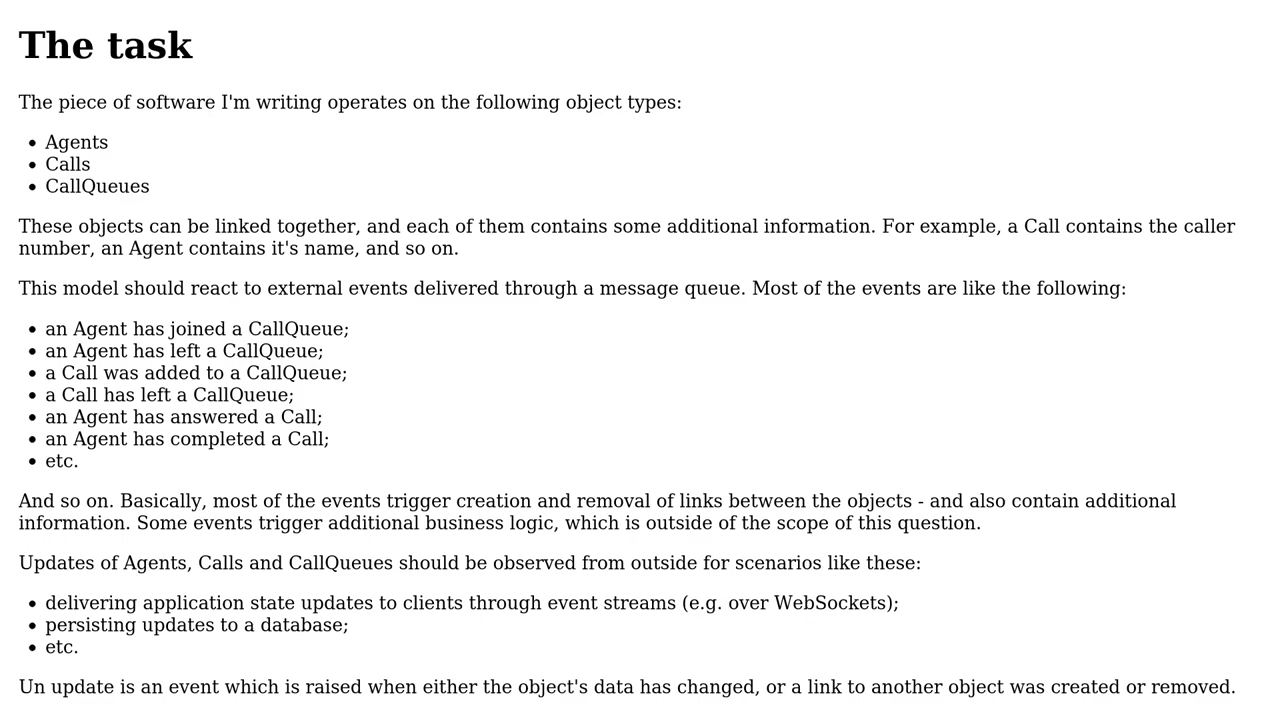 The task
The piece of software I'm writing operates on the following object types:
• Agents
• Calls
• CallQueues
These objects can be linked together, and each of them contains some additional information. For example, a Call contains the caller
number, an Agent contains it's name, and so on.
This model should react to external events delivered through a message queue. Most of the events are like the following:
• an Agent has joined a CallQueue;
• an Agent has left a CallQueue;
• a Call was added to a CallQueue;
• a Call has left a CallQueue;
• an Agent has answered a Call;
• an Agent has completed a Call;
• etc.
And so on. Basically, most of the events trigger creation and removal of links between the objects - and also contain additional
information. Some events trigger additional business logic, which is outside of the scope of this question.
Updates of Agents, Calls and CallQueues should be observed from outside for scenarios like these:
• delivering application state updates to clients through event streams (e.g. over WebSockets);
• persisting updates to a database;
• etc.
Un update is an event which is raised when either the object's data has changed, or a link to another object was created or removed.